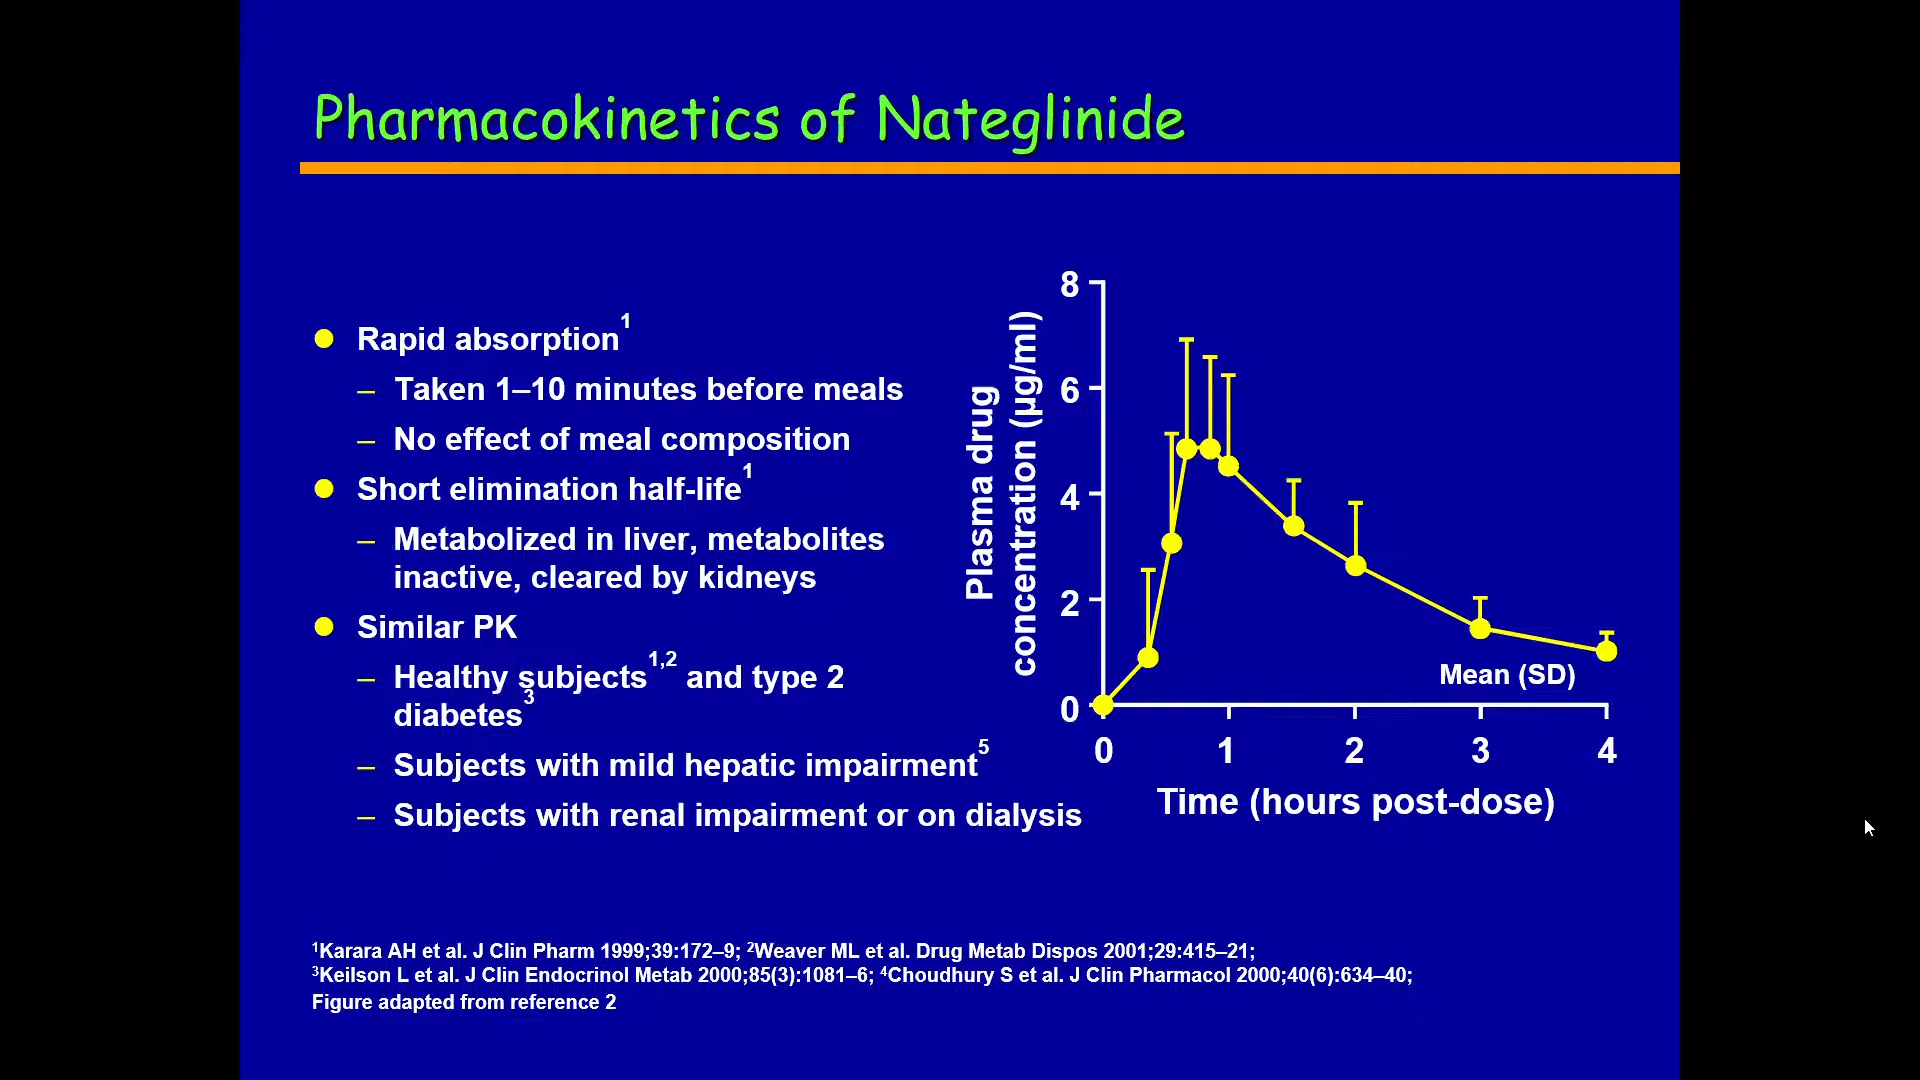 Pharmacokinetics of Nateglinide
Rapid absorption1
– Taken 1–10 minutes before meals
– No effect of meal composition
Short elimination half-life1
– Metabolized in liver, metabolites
inactive, cleared by kidneys
Similar PK
– Healthy subjects1,2 and type 2
diabetes3
– Subjects with mild hepatic impairment5
– Subjects with renal impairment or on dialysis
Plasma drug
concentration (µg/ml)
8
6
4
2
0
Mean (SD)
0 1 2 3 4
Time (hours post-dose)
1Karara AH et al. J Clin Pharm 1999;39:172–9; 2Weaver ML et al. Drug Metab Dispos 2001;29:415–21;
3Keilson L et al. J Clin Endocrinol Metab 2000;85(3):1081–6; 4Choudhury S et al. J Clin Pharmacol 2000;40(6):634–40;
Figure adapted from reference 2